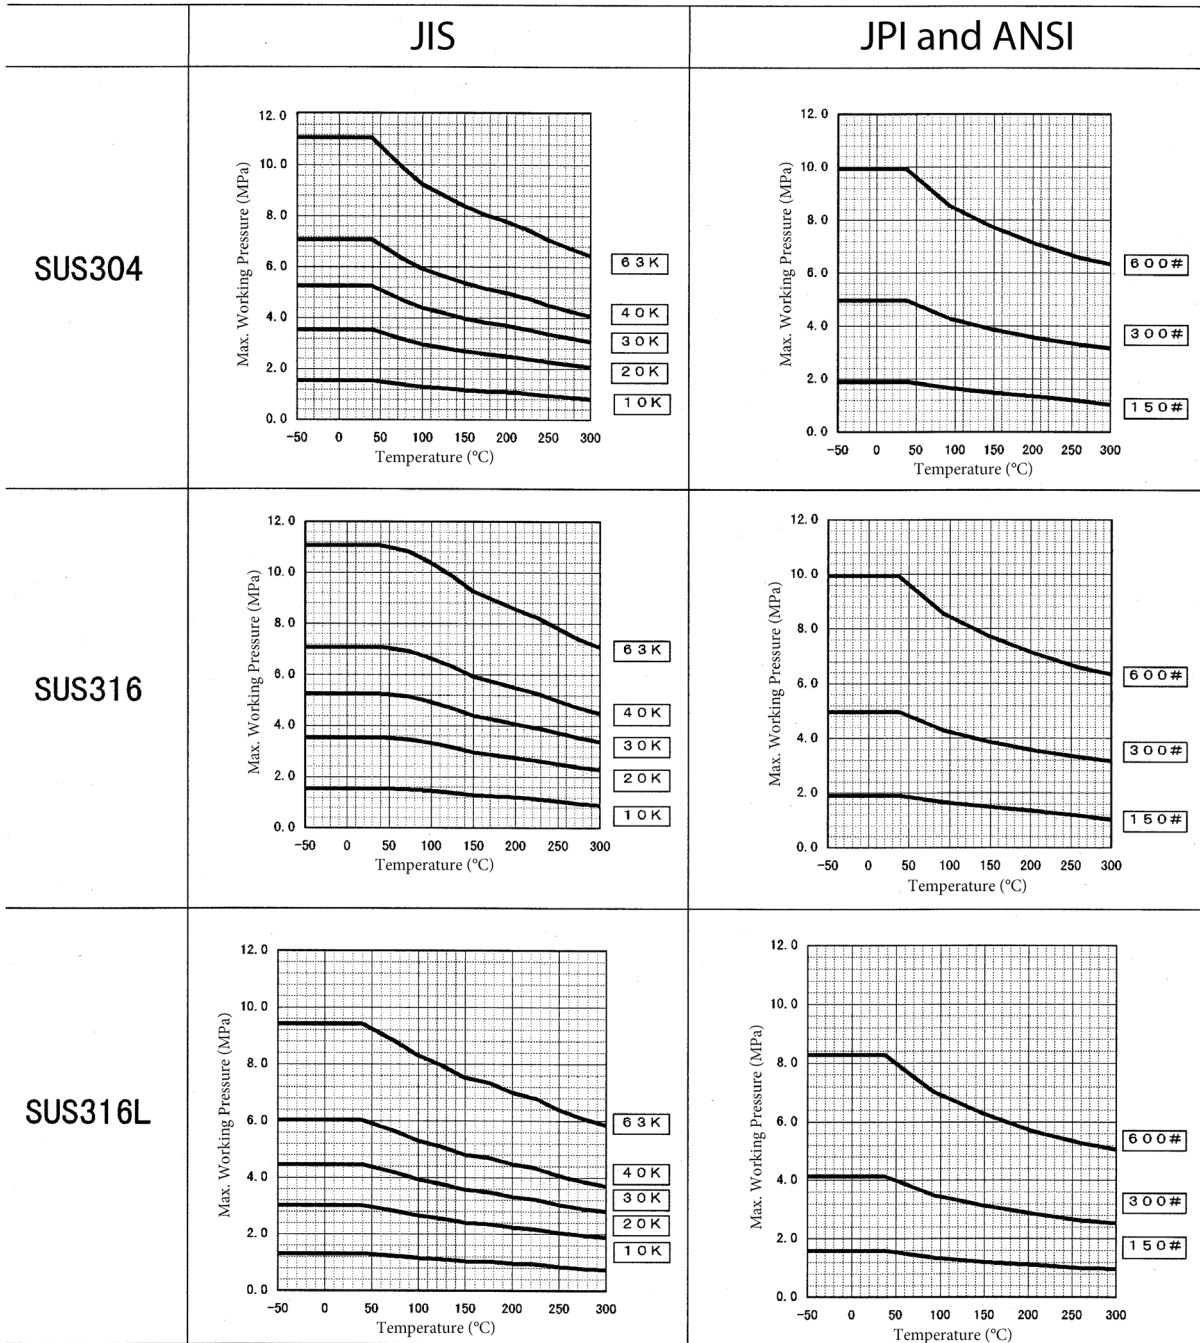 JIS
JPI and ANSI
SUS304
Max. Working Pressure (MPa)
12.0
10.0
8.0
6.0
4.0
2.0
0.0
-50 0 50 100 150 200 250 300
Temperature (°C)
63K
40K
30K
20K
10K
Max. Working Pressure (MPa)
12.0
10.0
8.0
6.0
4.0
2.0
0.0
-50 0 50 100 150 200 250 300
Temperature (°C)
600#
300#
150#
SUS316
Max. Working Pressure (MPa)
12.0
10.0
8.0
6.0
4.0
2.0
0.0
-50 0 50 100 150 200 250 300
Temperature (°C)
63K
40K
30K
20K
10K
Max. Working Pressure (MPa)
12.0
10.0
8.0
6.0
4.0
2.0
0.0
-50 0 50 100 150 200 250 300
Temperature (°C)
600#
300#
150#
SUS316L
Max. Working Pressure (MPa)
12.0
10.0
8.0
6.0
4.0
2.0
0.0
-50 0 50 100 150 200 250 300
Temperature (°C)
63K
40K
30K
20K
10K
Max. Working Pressure (MPa)
12.0
10.0
8.0
6.0
4.0
2.0
0.0
-50 0 50 100 150 200 250 300
Temperature (°C)
600#
300#
150#